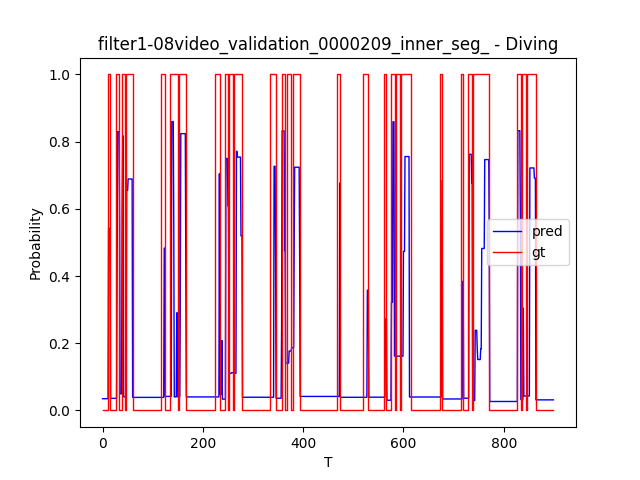 filter1-08video_validation_0000209_inner_seg_ - Diving
1.0
0.8
0.6
0.4
0.2
0.0
Probability
pred
gt
0 200 400 600 800
T